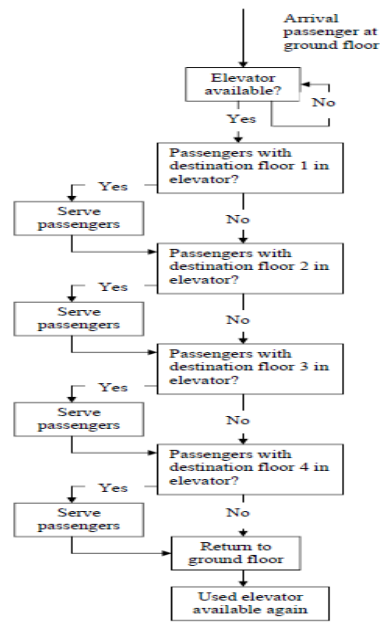 Arrival
passenger at
ground floor
Elevator
available?
No
Yes
Passengers with
destination floor 1 in
elevator?
Yes
Serve
passengers
No
Passengers with
destination floor 2 in
elevator?
Yes
Serve
passengers
No
Passengers with
destination floor 3 in
elevator?
Yes
Serve
passengers
No
Passengers with
destination floor 4 in
elevator?
Yes
Serve
passengers
No
Return to
ground floor
Used elevator
available again